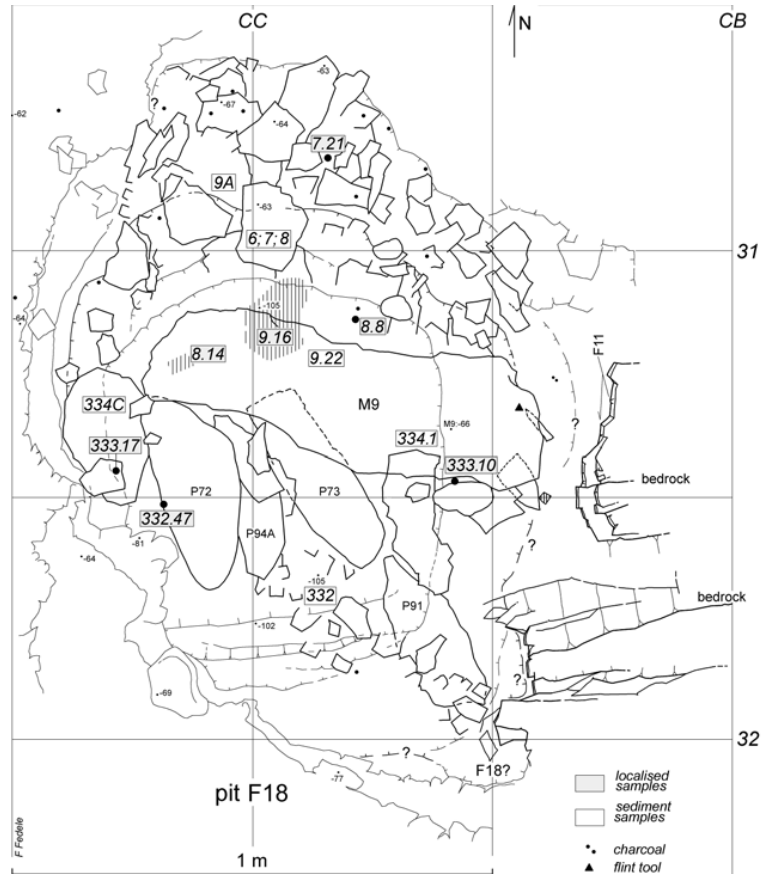 CC
N
CB
-63
-62
?
-67
-64
7.21
9A
-63
6;7;8
31
-64
-105
9.16
8.8
8.14
9.22
F11
M9
334C
334.1
M9:-66
?
333.17
333.10
bedrock
P72
P73
332.47
P94A
-81
?
-64
-105
332
bedrock
P91
-102
?
-69
32
?
F18?
-77
pit F18
localised
samples
sediment
samples
charcoal
flint tool
F Fedele
1 m